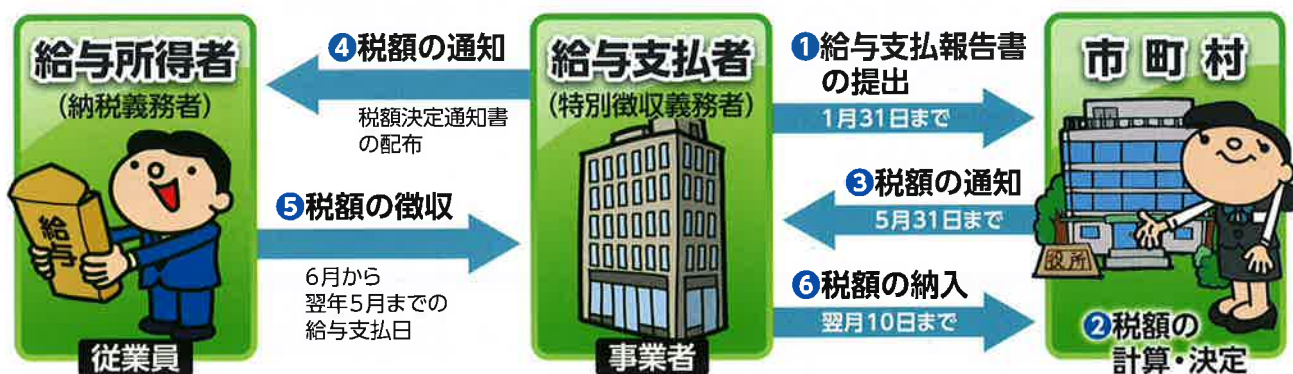 給与所得者
(納税義務者)
給与
従業員
❹税額の通知
税額決定通知書
の配布
❺税額の徴収
6月から
翌年5月までの
給与支払日
給与支払者
(特別徴収義務者)
事業者
❶給与支払報告書
の提出
1月31日まで
❸税額の通知
5月31日まで
❻税額の納入
翌月10日まで
市町村
役所
❷税額の
計算・決定